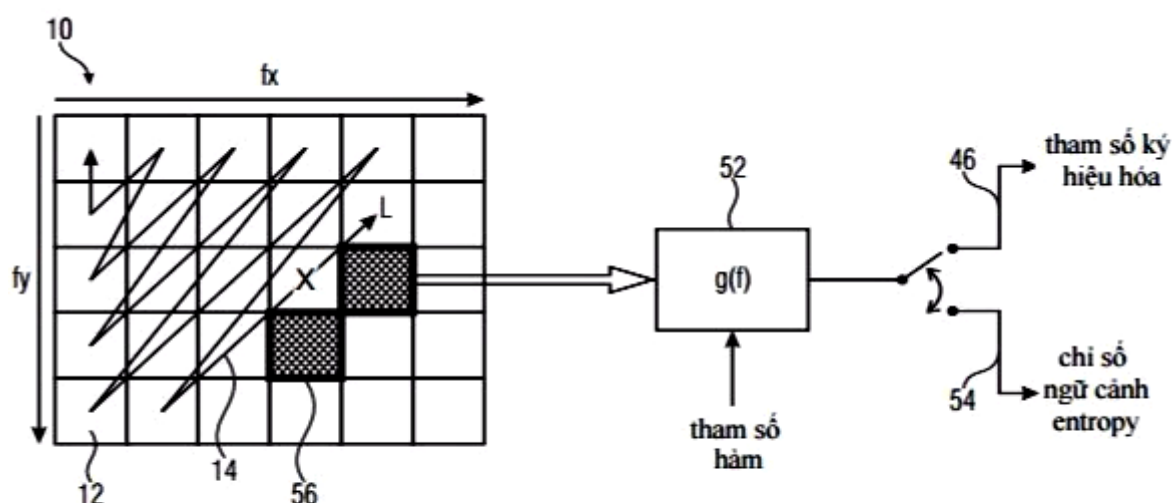 10
fx
fy
X
L
12
14
56
52
g(f)
tham số
hàm
46
tham số ký
hiệu hóa
54
chỉ số
ngữ cảnh
entropy